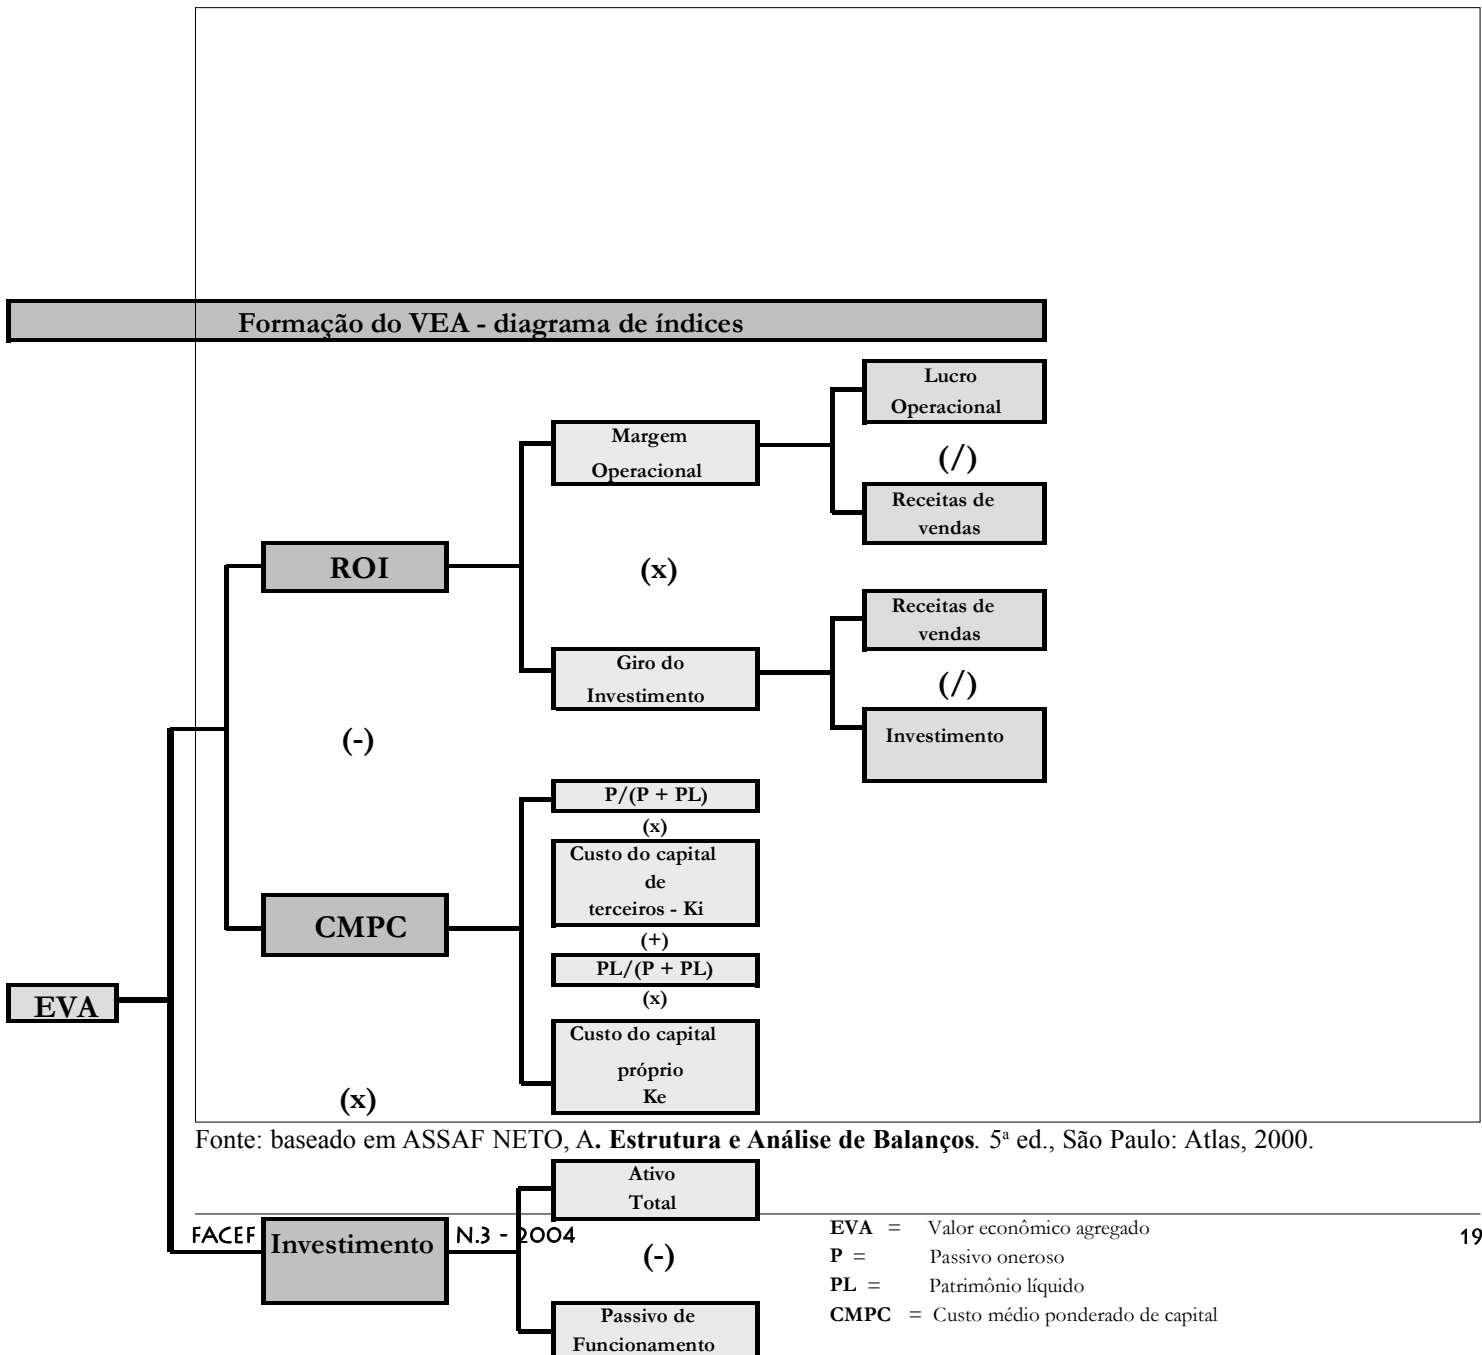 Formação do VEA - diagrama de índices
Lucro
Operacional
(/)
Receitas de
vendas
Margem
Operacional
(x)
Giro do
Investimento
Receitas de
vendas
(/)
Investimento
ROI
(-)
CMPC
P/(P + PL)
(x)
Custo do capital
de
terceiros - Ki
(+)
PL/(P + PL)
(x)
Custo do capital
próprio
Ke
EVA
(x)
Fonte: baseado em ASSAF NETO, A. Estrutura e Análise de Balanços. 5ª ed., São Paulo: Atlas, 2000.
Investimento
Ativo
Total
(-)
Passivo de
Funcionamento
FACEF
N.3 - 2004
19
EVA = Valor econômico agregado
P = Passivo oneroso
PL = Patrimônio líquido
CMPC = Custo médio ponderado de capital